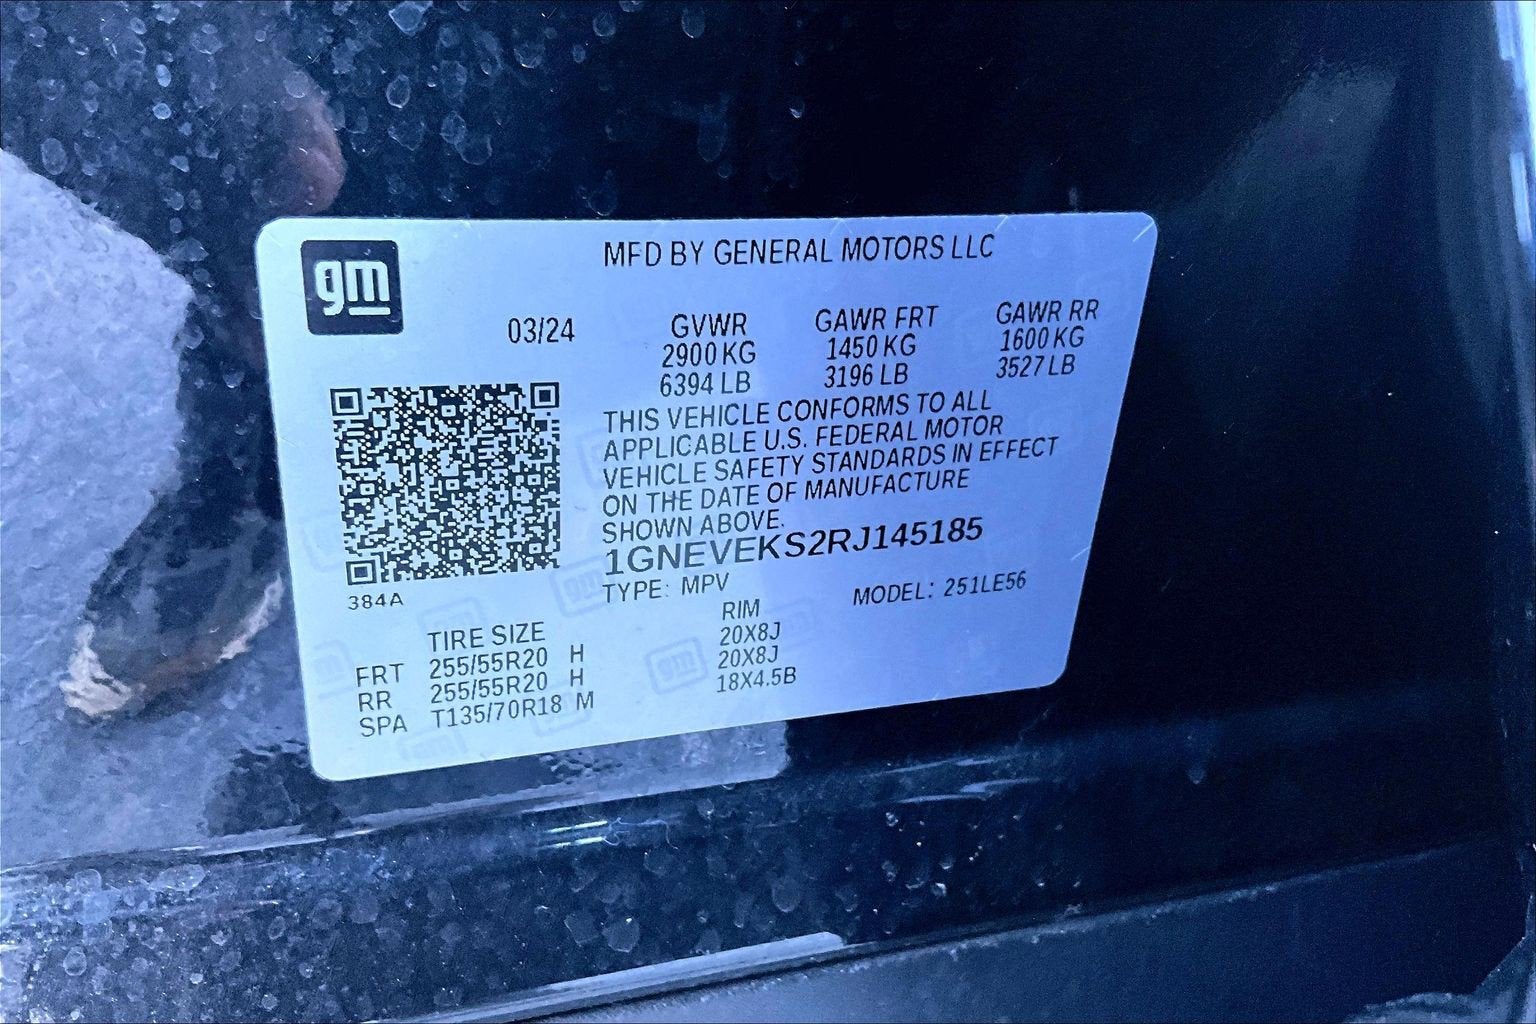 gm
MFD BY GENERAL MOTORS LLC
03/24
GVWR GAWR FRT GAWR RR
2900 KG 1450 KG 1600 KG
6394 LB 3196 LB 3527 LB
THIS VEHICLE CONFORMS TO ALL
APPLICABLE U.S. FEDERAL MOTOR
VEHICLE SAFETY STANDARDS IN EFFECT
ON THE DATE OF MANUFACTURE
SHOWN ABOVE.
1GNEVEKS2RJ145185
TYPE: MPV MODEL: 251LE56
384A
TIRE SIZE RIM
FRT 255/55R20 H 20X8J
RR 255/55R20 H 20X8J
SPA T135/70R18 M 18X4.5B